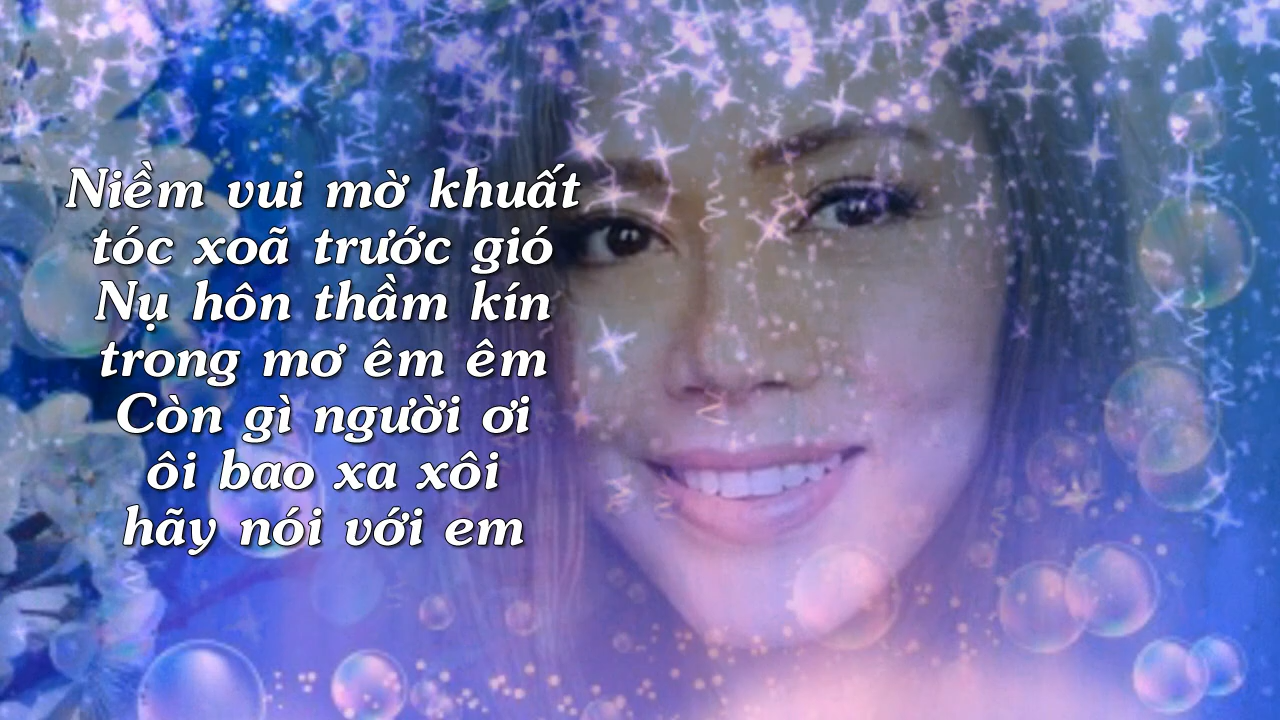 Niềm vui mờ khuất
tóc xoã trước gió
Nụ hôn thầm kín
trong mơ êm êm
Còn gì người ơi
ôi bao xa xôi
hãy nói với em